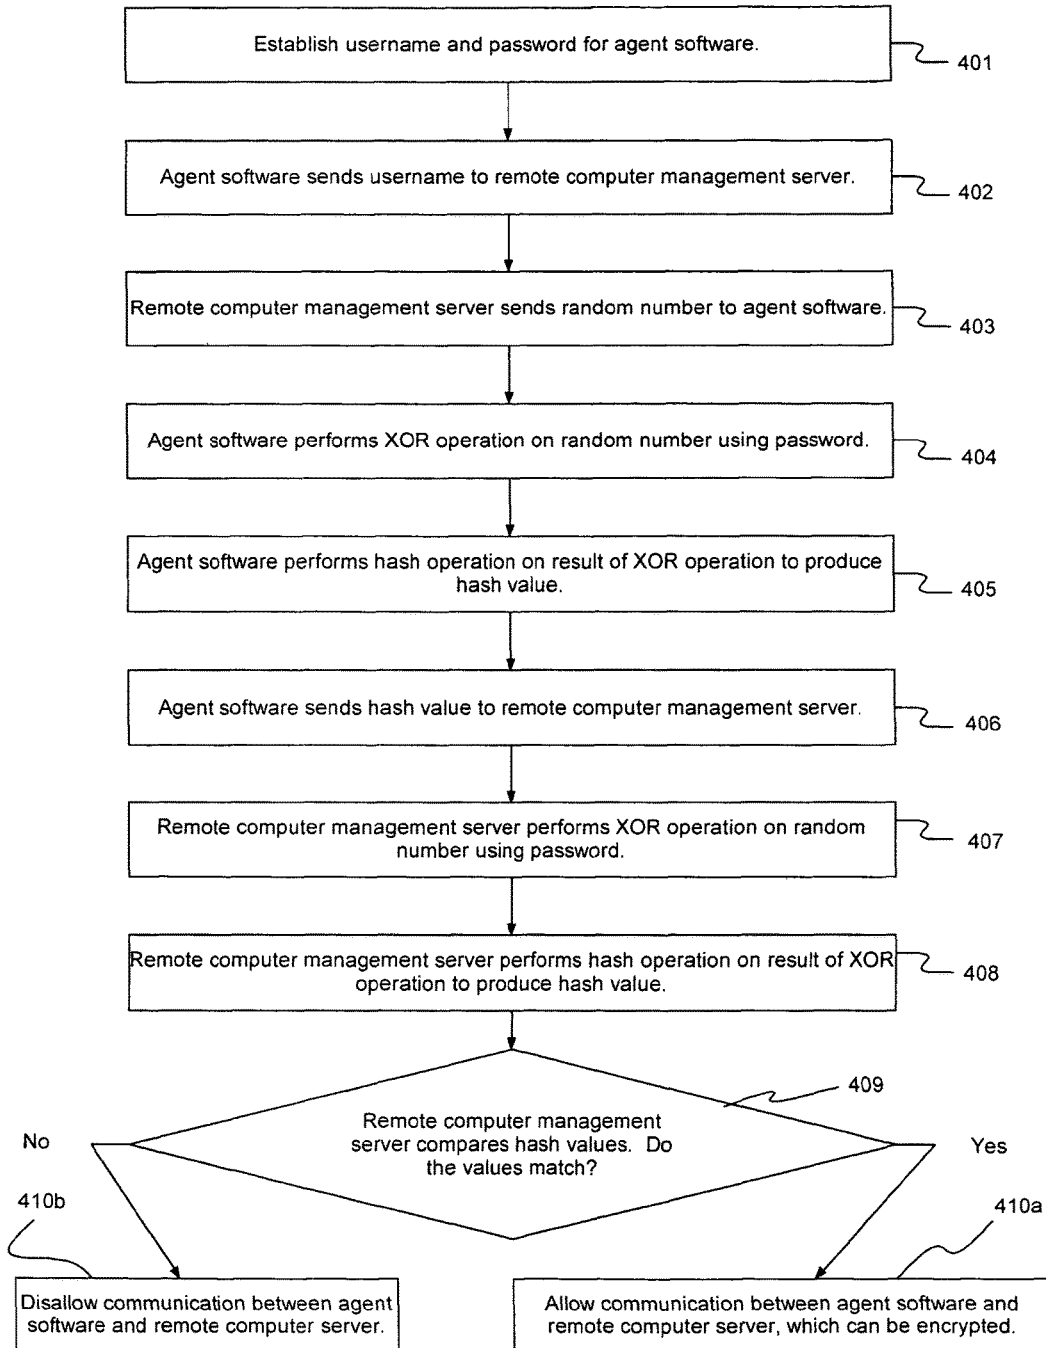 Establish username and password for agent software.
401
Agent software sends username to remote computer management server.
402
Remote computer management server sends random number to agent software.
403
Agent software performs XOR operation on random number using password.
404
Agent software performs hash operation on result of XOR operation to produce
hash value.
405
Agent software sends hash value to remote computer management server.
406
Remote computer management server performs XOR operation on random
number using password.
407
Remote computer management server performs hash operation on result of XOR
operation to produce hash value.
408
409
Remote computer management
server compares hash values. Do
the values match?
No
Yes
410b
410a
Disallow communication between agent
software and remote computer server.
Allow communication between agent software and
remote computer server, which can be encrypted.